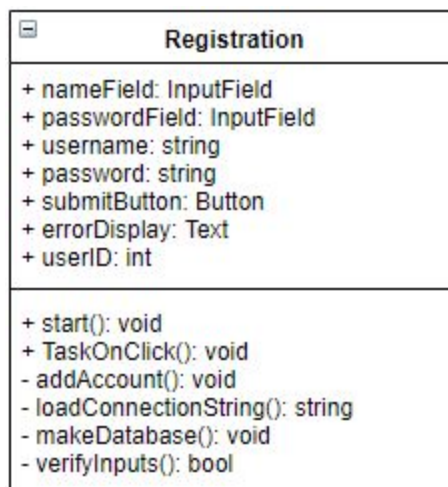 Registration
+ nameField: InputField
+ passwordField: InputField
+ username: string
+ password: string
+ submitButton: Button
+ errorDisplay: Text
+ userID: int
+ start(): void
+ TaskOnClick(): void
- addAccount(): void
- loadConnectionString(): string
- makeDatabase(): void
- verifyInputs(): bool